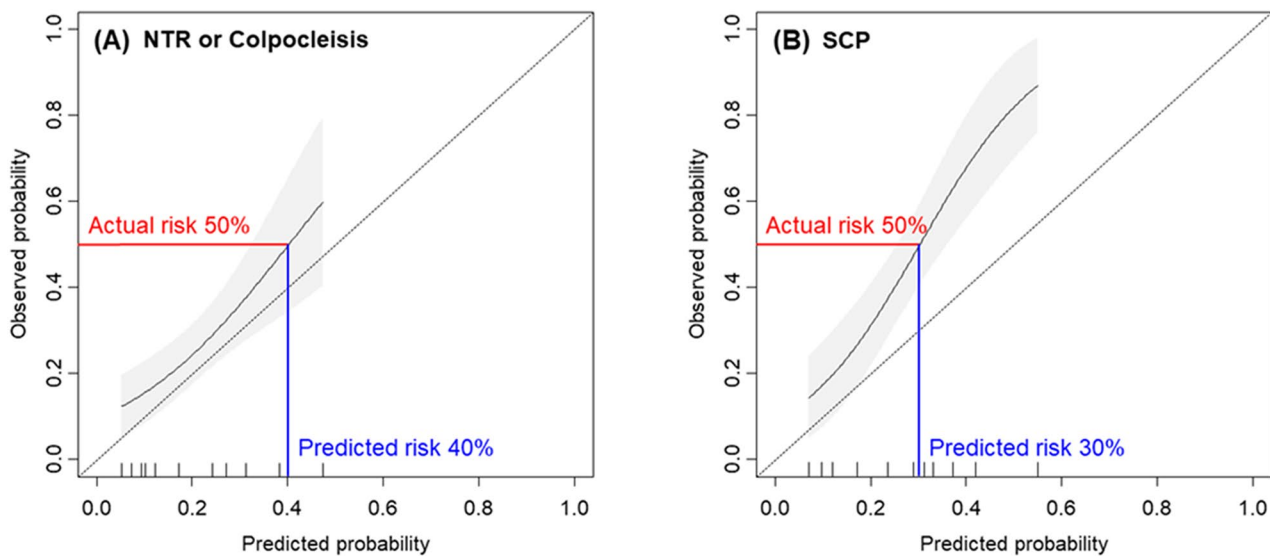 (A) NTR or Colpocleisis
Observed probability
0.0 0.2 0.4 0.6 0.8 1.0
Actual risk 50%
Predicted risk 40%
0.0 0.2 0.4 0.6 0.8 1.0
Predicted probability
(B) SCP
Observed probability
0.0 0.2 0.4 0.6 0.8 1.0
Actual risk 50%
Predicted risk 30%
0.0 0.2 0.4 0.6 0.8 1.0
Predicted probability